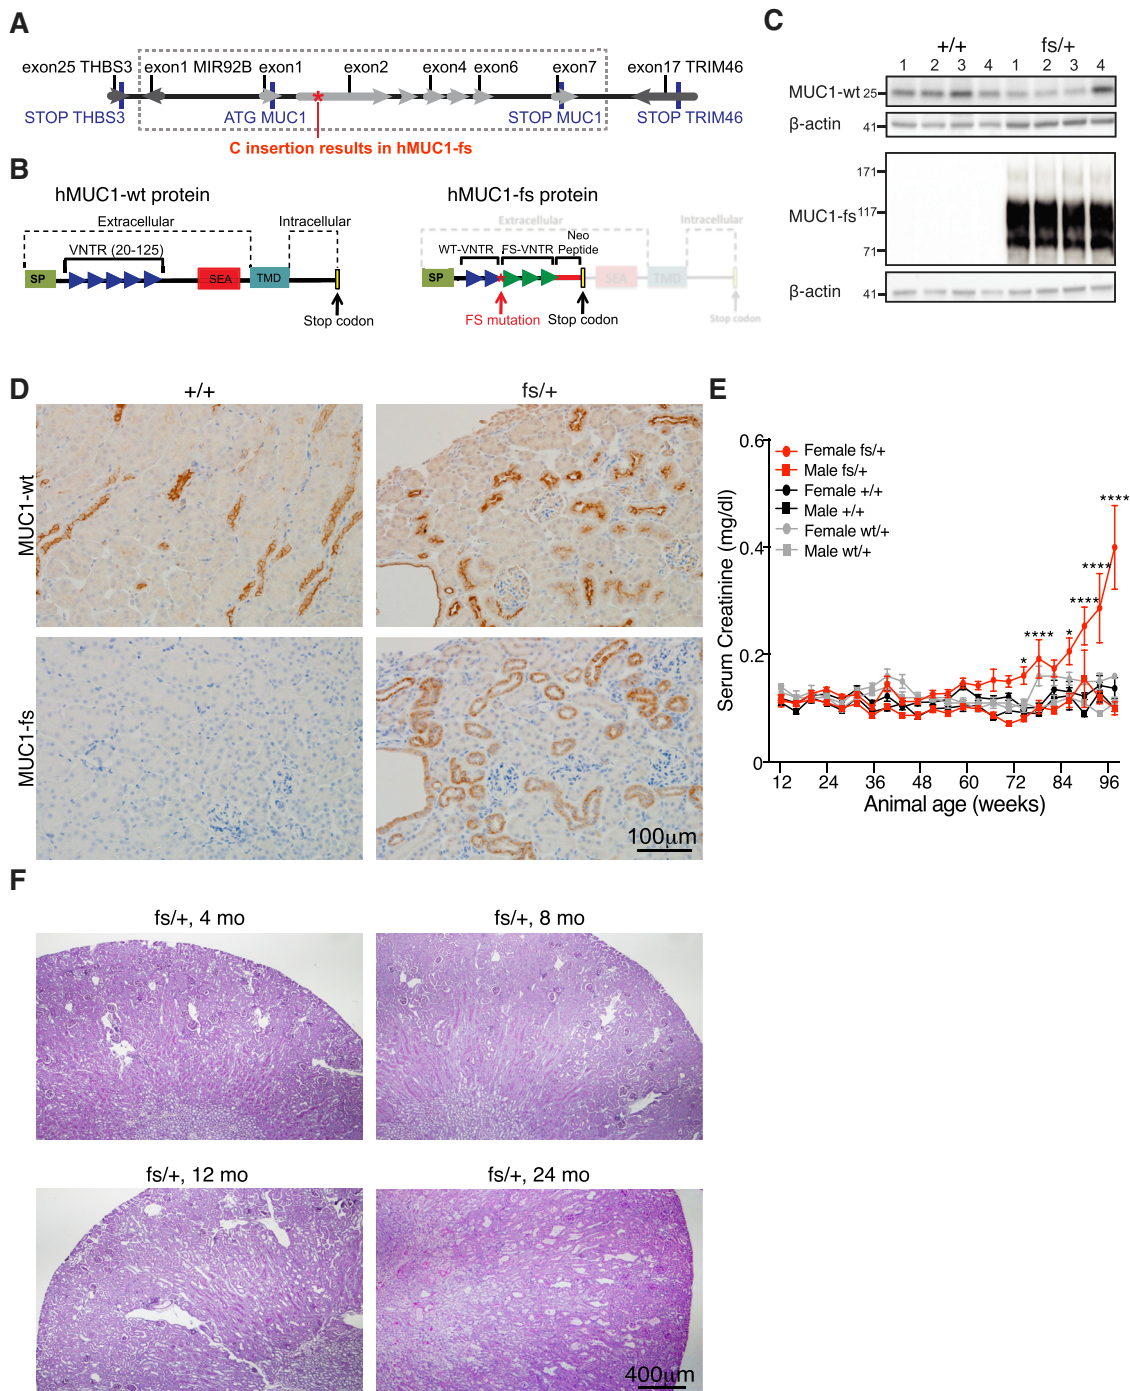 A
exon25 THBS3 exon1 MIR92B exon1 exon2 exon4 exon6 exon7 exon17 TRIM46
STOP THBS3 ATG MUC1 STOP MUC1 STOP TRIM46
*
C insertion results in hMUC1-fs
B
hMUC1-wt protein
Extracellular Intracellular
VNTR (20-125)
SP SEA TMD
Stop codon
hMUC1-fs protein
Extracellular Intracellular
Neo
WT-VNTR FS-VNTR Peptide
SP * SEA TMD
FS mutation Stop codon Stop codon
C
+/+ fs/+
1 2 3 4 1 2 3 4
MUC1-wt 25
β-actin 41
171
MUC1-fs 117
71
β-actin 41
D
+/+ fs/+
MUC1-wt
MUC1-fs
100μm
E
Serum Creatinine (mg/dl)
0.6
0.4
0.2
0
Female fs/+
Male fs/+
Female +/+
Male +/+
Female wt/+
Male wt/+
* **** * **** **** ****
12 24 36 48 60 72 84 96
Animal age (weeks)
F
fs/+, 4 mo fs/+, 8 mo
fs/+, 12 mo fs/+, 24 mo
400μm